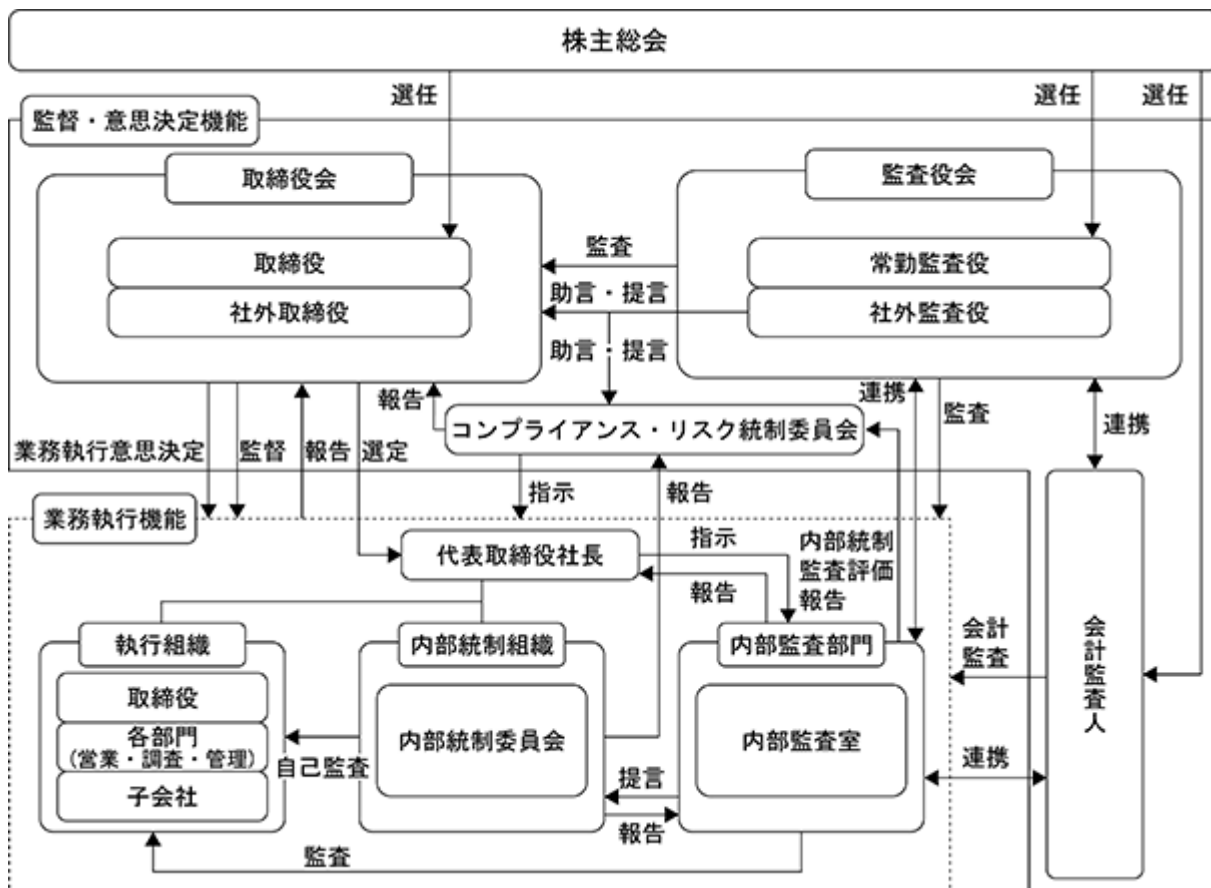 株主総会
選任
選任
選任
監督・意思決定機能
取締役会
監査役会
取締役
社外取締役
監査
助言・提言
助言・提言
常勤監査役
社外監査役
報告
連携
監査
連携
コンプライアンス・リスク統制委員会
業務執行意思決定
監督
報告
選定
指示
報告
業務執行機能
代表取締役社長
指示
報告
内部統制
監査評価
報告
執行組織
内部統制組織
内部監査部門
会計
監査
会計監査人
取締役
各部門
(営業・調査・管理)
子会社
自己監査
内部統制委員会
内部監査室
提言
報告
連携
監査